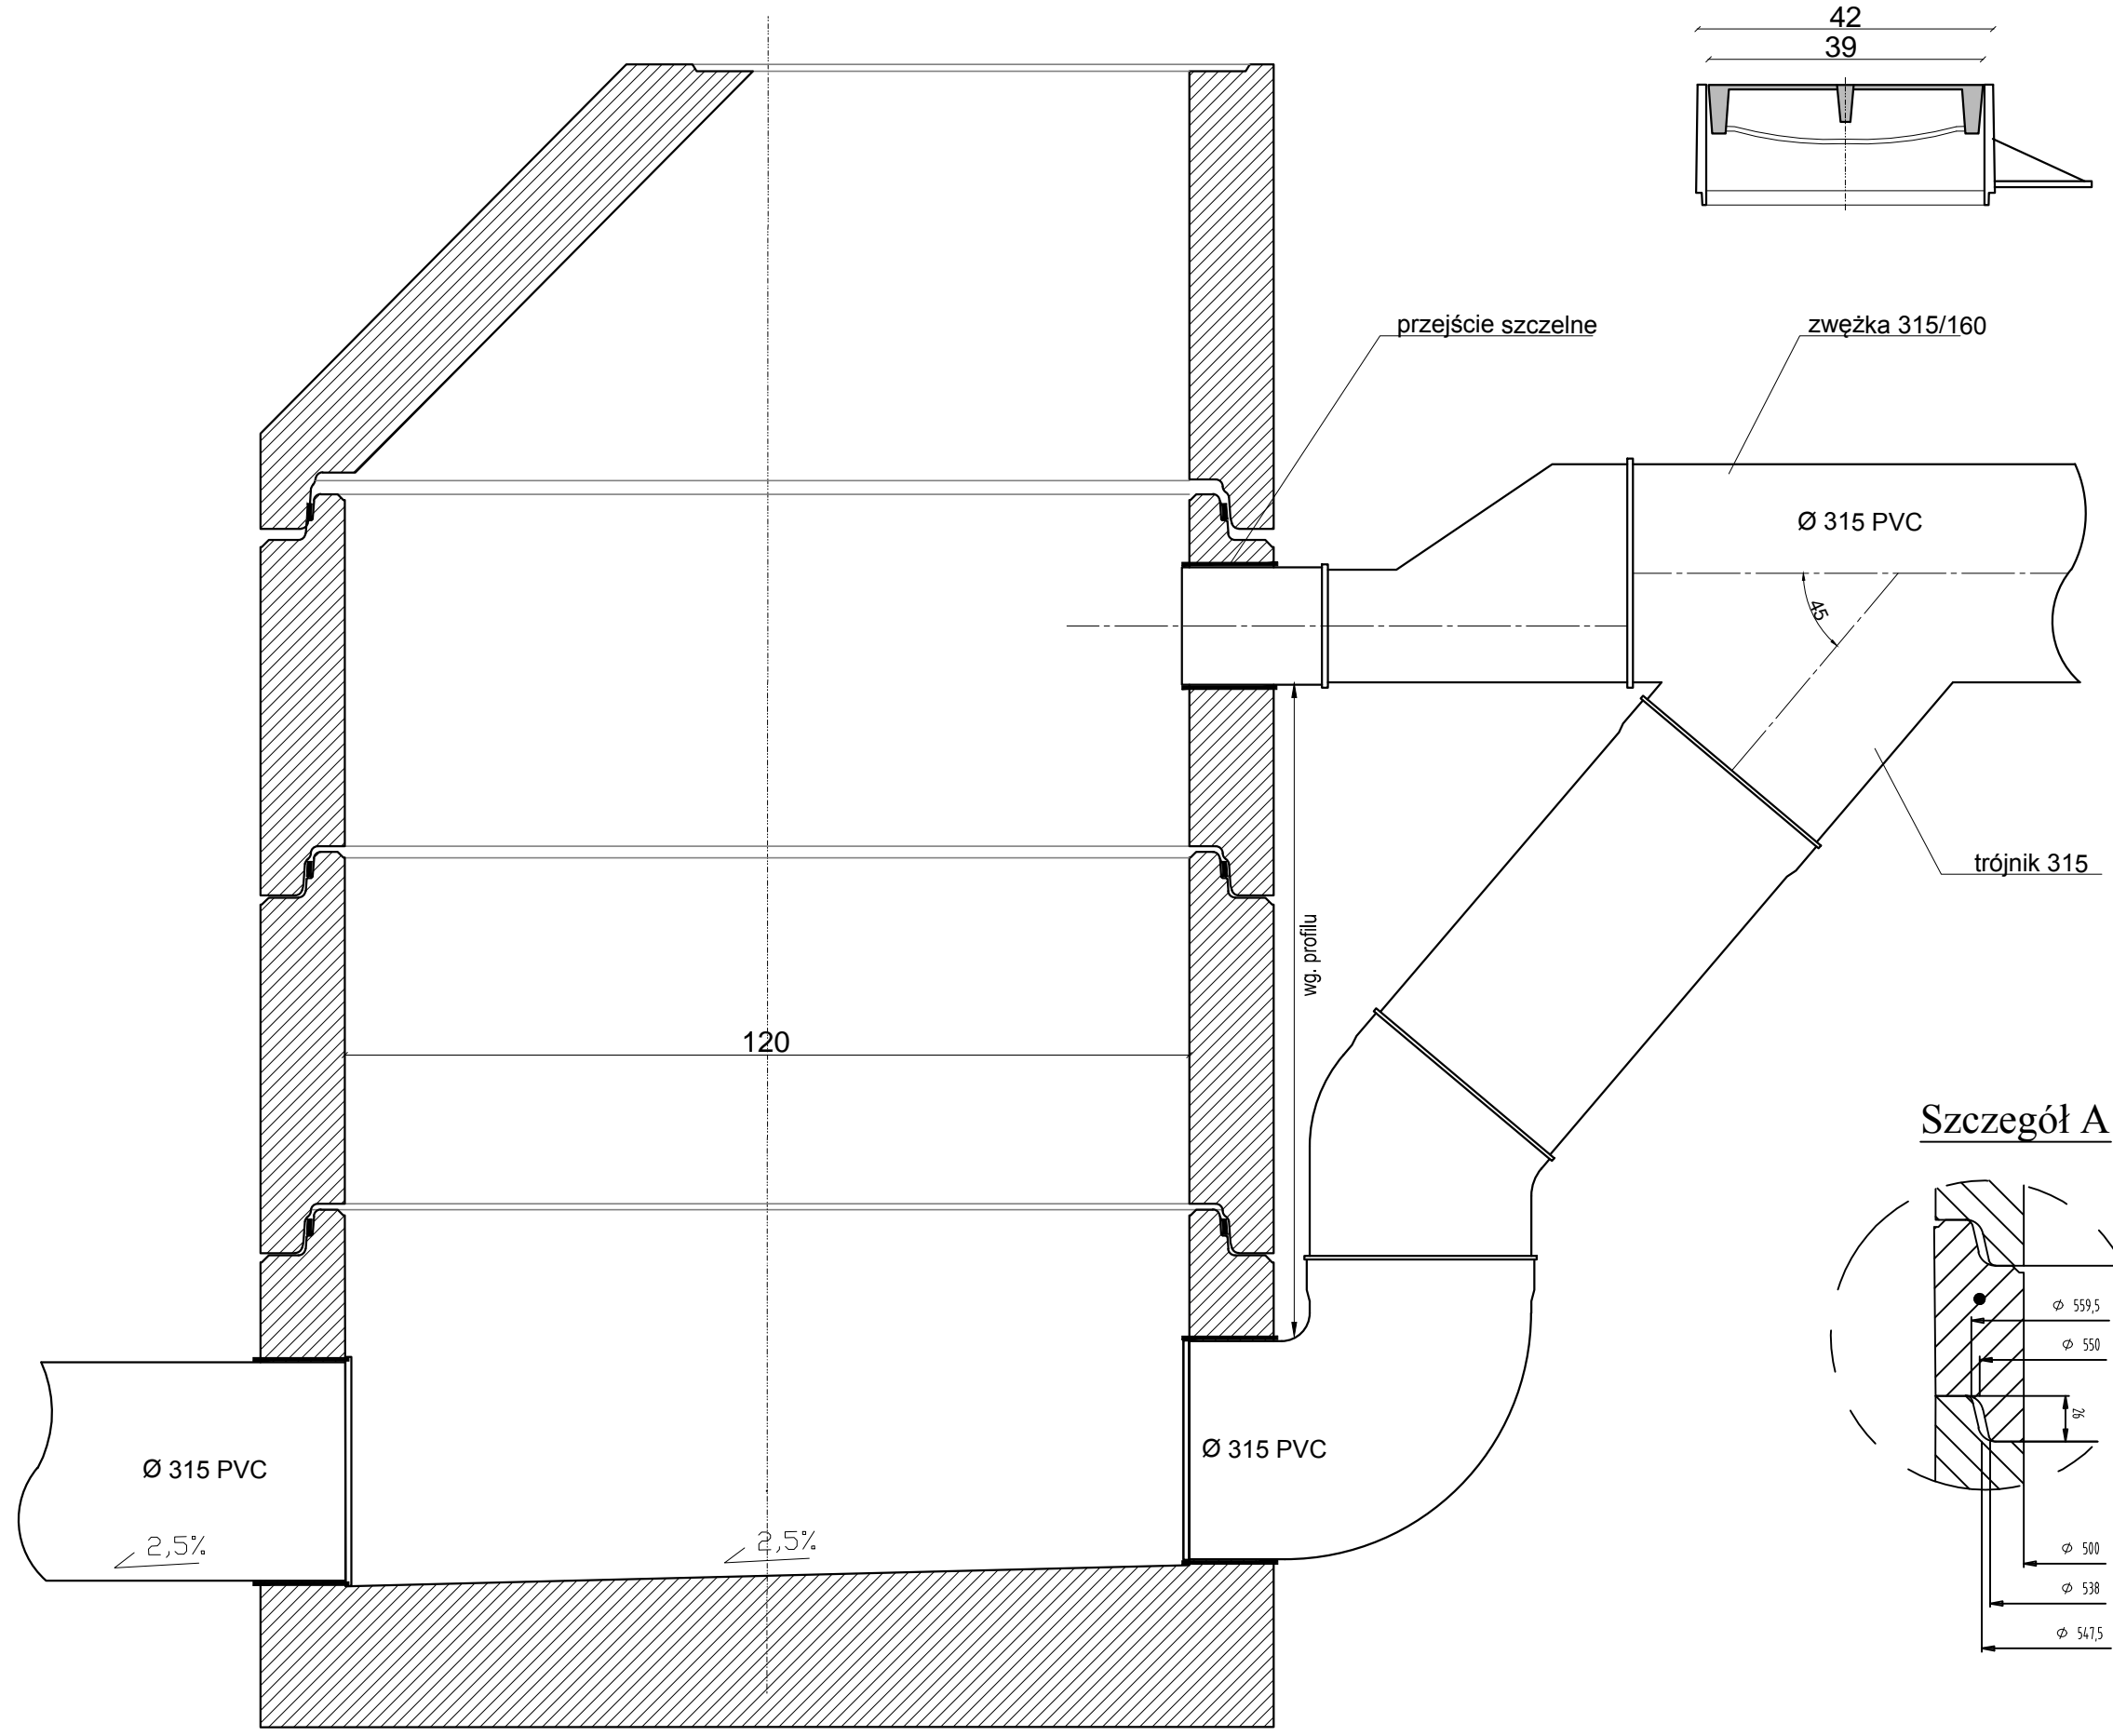 42
39
przejście szczelne
zwężka 315/160
Ø 315 PVC
45
trójnik 315
wg. profilu
120
Szczegół A
Ø 559,5
Ø 550
26
Ø 315 PVC
Ø 315 PVC
2,5%
2,5%
Ø 500
Ø 538
Ø 547,5